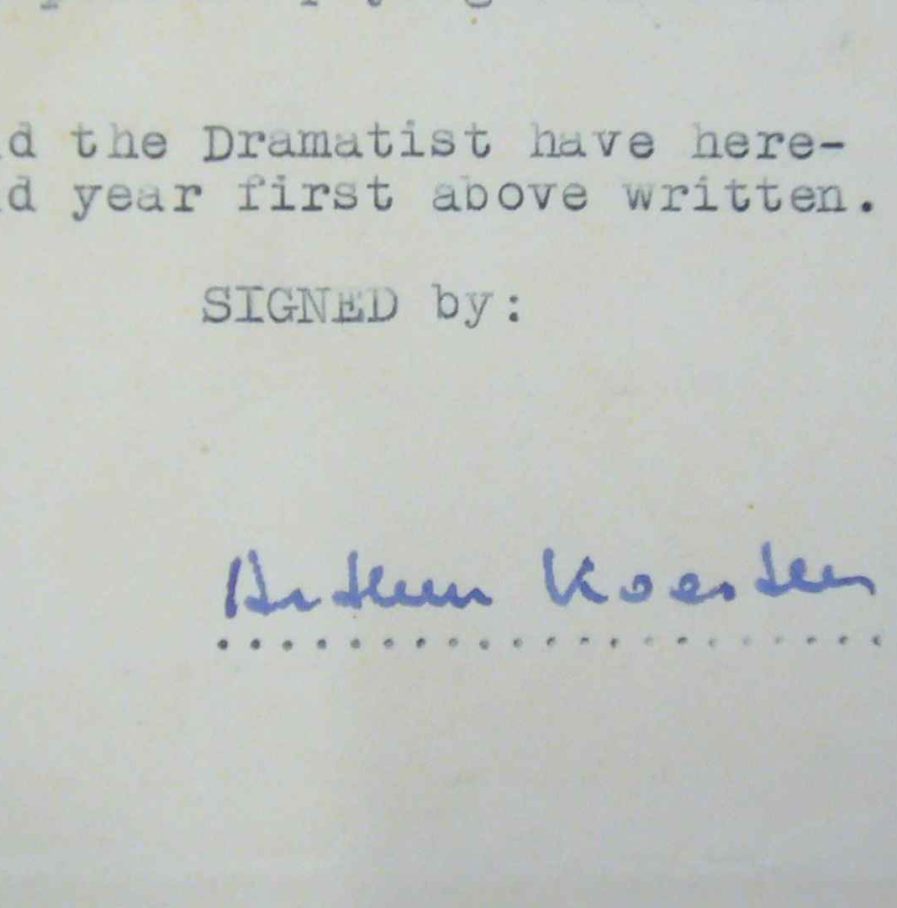 d the Dramatist have here-
d year first above written.
SIGNED by:
Arthur Koestler